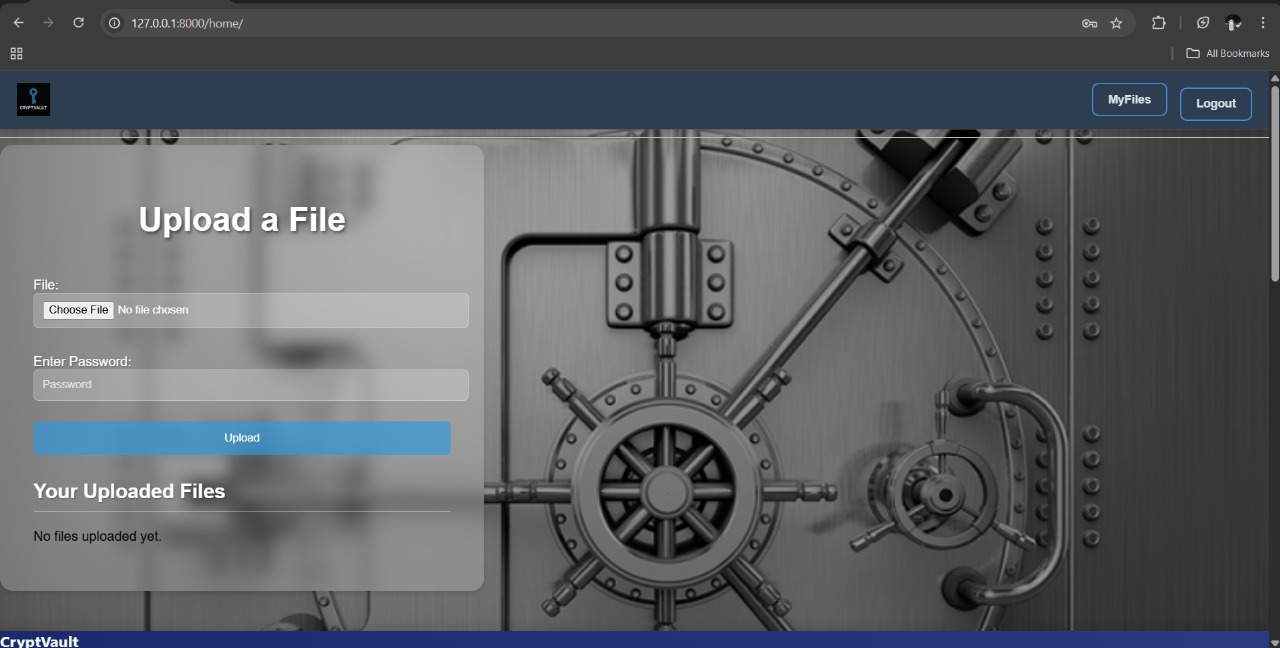 127.0.0.1:8000/home/
All Bookmarks
CRYPTVAULT
MyFiles
Logout
Upload a File
File:
Choose File No file chosen
Enter Password:
Password
Upload
Your Uploaded Files
No files uploaded yet.
CryptVault